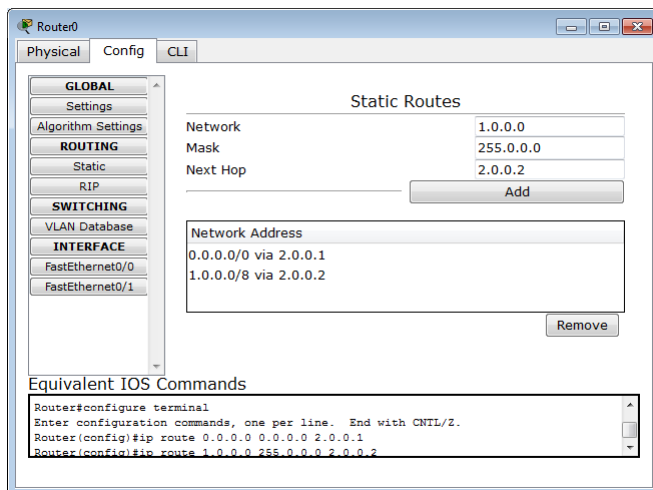 Router0
Physical Config CLI
GLOBAL
Settings
Algorithm Settings
ROUTING
Static
RIP
SWITCHING
VLAN Database
INTERFACE
FastEthernet0/0
FastEthernet0/1
Static Routes
Network 1.0.0.0
Mask 255.0.0.0
Next Hop 2.0.0.2
Add
Network Address
0.0.0.0/0 via 2.0.0.1
1.0.0.0/8 via 2.0.0.2
Remove
Equivalent IOS Commands
Router#configure terminal
Enter configuration commands, one per line. End with CNTL/Z.
Router(config)#ip route 0.0.0.0 0.0.0.0 2.0.0.1
Router(config)#ip route 1.0.0.0 255.0.0.0 2.0.0.2